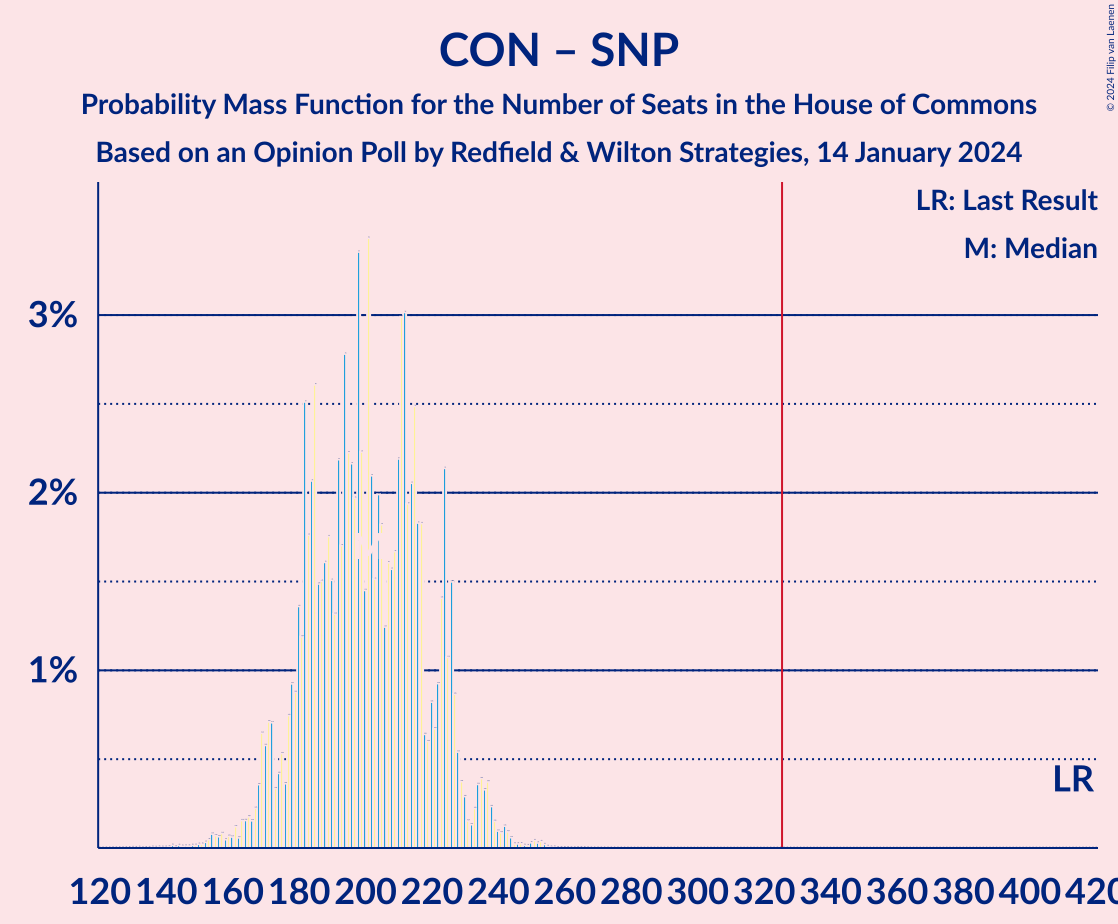 CON – SNP
Probability Mass Function for the Number of Seats in the House of Commons
Based on an Opinion Poll by Redfield & Wilton Strategies, 14 January 2024
© 2024 Filip van Laenen
LR: Last Result
M: Median
3%
2%
1%
LR
120 140 160 180 200 220 240 260 280 300 320 340 360 380 400 420